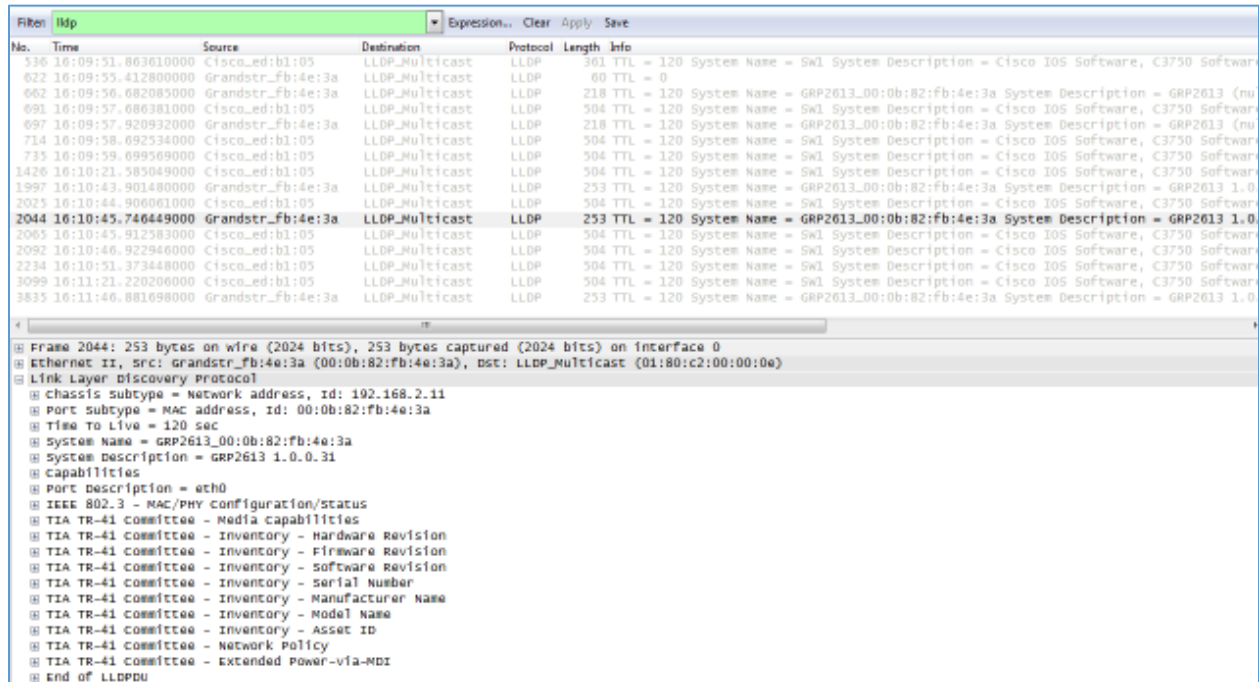 Filter: lldp Expression... Clear Apply Save
No. Time Source Destination Protocol Length Info
536 16:09:51.863610000 Cisco_ed:b1:05 LLDP_Multicast LLDP 361 TTL = 120 System Name = SW1 System Description = Cisco IOS Software, C3750 Softwar
622 16:09:55.412800000 Grandstr_fb:4e:3a LLDP_Multicast LLDP 60 TTL = 0
662 16:09:56.682085000 Grandstr_fb:4e:3a LLDP_Multicast LLDP 218 TTL = 120 System Name = GRP2613_00:0b:82:fb:4e:3a System Description = GRP2613 (nul
691 16:09:57.686381000 Cisco_ed:b1:05 LLDP_Multicast LLDP 504 TTL = 120 System Name = SW1 System Description = Cisco IOS Software, C3750 Softwar
697 16:09:57.920932000 Grandstr_fb:4e:3a LLDP_Multicast LLDP 218 TTL = 120 System Name = GRP2613_00:0b:82:fb:4e:3a System Description = GRP2613 (nul
714 16:09:58.692534000 Cisco_ed:b1:05 LLDP_Multicast LLDP 504 TTL = 120 System Name = SW1 System Description = Cisco IOS Software, C3750 Softwar
735 16:09:59.699569000 Cisco_ed:b1:05 LLDP_Multicast LLDP 504 TTL = 120 System Name = SW1 System Description = Cisco IOS Software, C3750 Softwar
1426 16:10:21.585049000 Cisco_ed:b1:05 LLDP_Multicast LLDP 504 TTL = 120 System Name = SW1 System Description = Cisco IOS Software, C3750 Softwar
1997 16:10:43.901480000 Grandstr_fb:4e:3a LLDP_Multicast LLDP 253 TTL = 120 System Name = GRP2613_00:0b:82:fb:4e:3a System Description = GRP2613 1.0.
2025 16:10:44.906061000 Cisco_ed:b1:05 LLDP_Multicast LLDP 504 TTL = 120 System Name = SW1 System Description = Cisco IOS Software, C3750 Softwar
2044 16:10:45.746449000 Grandstr_fb:4e:3a LLDP_Multicast LLDP 253 TTL = 120 System Name = GRP2613_00:0b:82:fb:4e:3a System Description = GRP2613 1.0.
2065 16:10:45.912583000 Cisco_ed:b1:05 LLDP_Multicast LLDP 504 TTL = 120 System Name = SW1 System Description = Cisco IOS Software, C3750 Softwar
2092 16:10:46.922946000 Cisco_ed:b1:05 LLDP_Multicast LLDP 504 TTL = 120 System Name = SW1 System Description = Cisco IOS Software, C3750 Softwar
2234 16:10:51.373448000 Cisco_ed:b1:05 LLDP_Multicast LLDP 504 TTL = 120 System Name = SW1 System Description = Cisco IOS Software, C3750 Softwar
3099 16:11:21.220206000 Cisco_ed:b1:05 LLDP_Multicast LLDP 504 TTL = 120 System Name = SW1 System Description = Cisco IOS Software, C3750 Softwar
3835 16:11:46.881698000 Grandstr_fb:4e:3a LLDP_Multicast LLDP 253 TTL = 120 System Name = GRP2613_00:0b:82:fb:4e:3a System Description = GRP2613 1.0.
Frame 2044: 253 bytes on wire (2024 bits), 253 bytes captured (2024 bits) on interface 0
Ethernet II, Src: Grandstr_fb:4e:3a (00:0b:82:fb:4e:3a), Dst: LLDP_Multicast (01:80:c2:00:00:0e)
Link Layer Discovery Protocol
Chassis Subtype = Network address, Id: 192.168.2.11
Port Subtype = MAC address, Id: 00:0b:82:fb:4e:3a
Time To Live = 120 sec
System Name = GRP2613_00:0b:82:fb:4e:3a
System Description = GRP2613 1.0.0.31
Capabilities
Port Description = eth0
IEEE 802.3 - MAC/PHY Configuration/Status
TIA TR-41 Committee - Media Capabilities
TIA TR-41 Committee - Inventory - Hardware Revision
TIA TR-41 Committee - Inventory - Firmware Revision
TIA TR-41 Committee - Inventory - Software Revision
TIA TR-41 Committee - Inventory - Serial Number
TIA TR-41 Committee - Inventory - Manufacturer Name
TIA TR-41 Committee - Inventory - Model Name
TIA TR-41 Committee - Inventory - Asset ID
TIA TR-41 Committee - Network Policy
TIA TR-41 Committee - Extended Power-via-MDI
End of LLDPDU